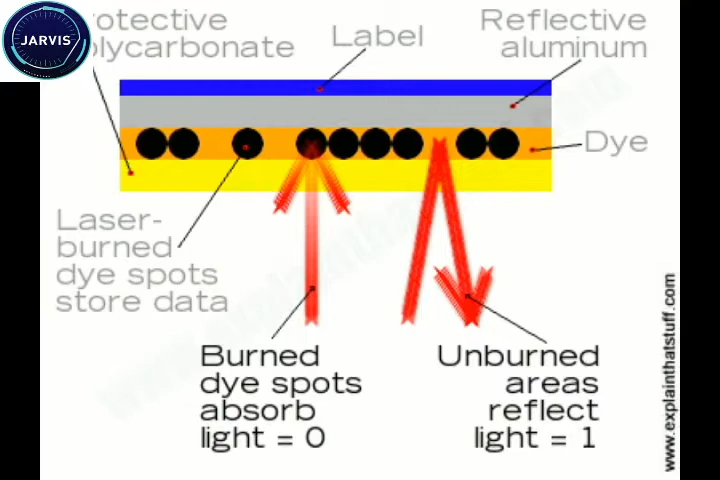 JARVIS
otective
olycarbonate
Label
Reflective
aluminum
Dye
Laser-
burned
dye spots
store data
Burned
dye spots
absorb
light = 0
Unburned
areas
reflect
light = 1
www.explainthatstuff.com